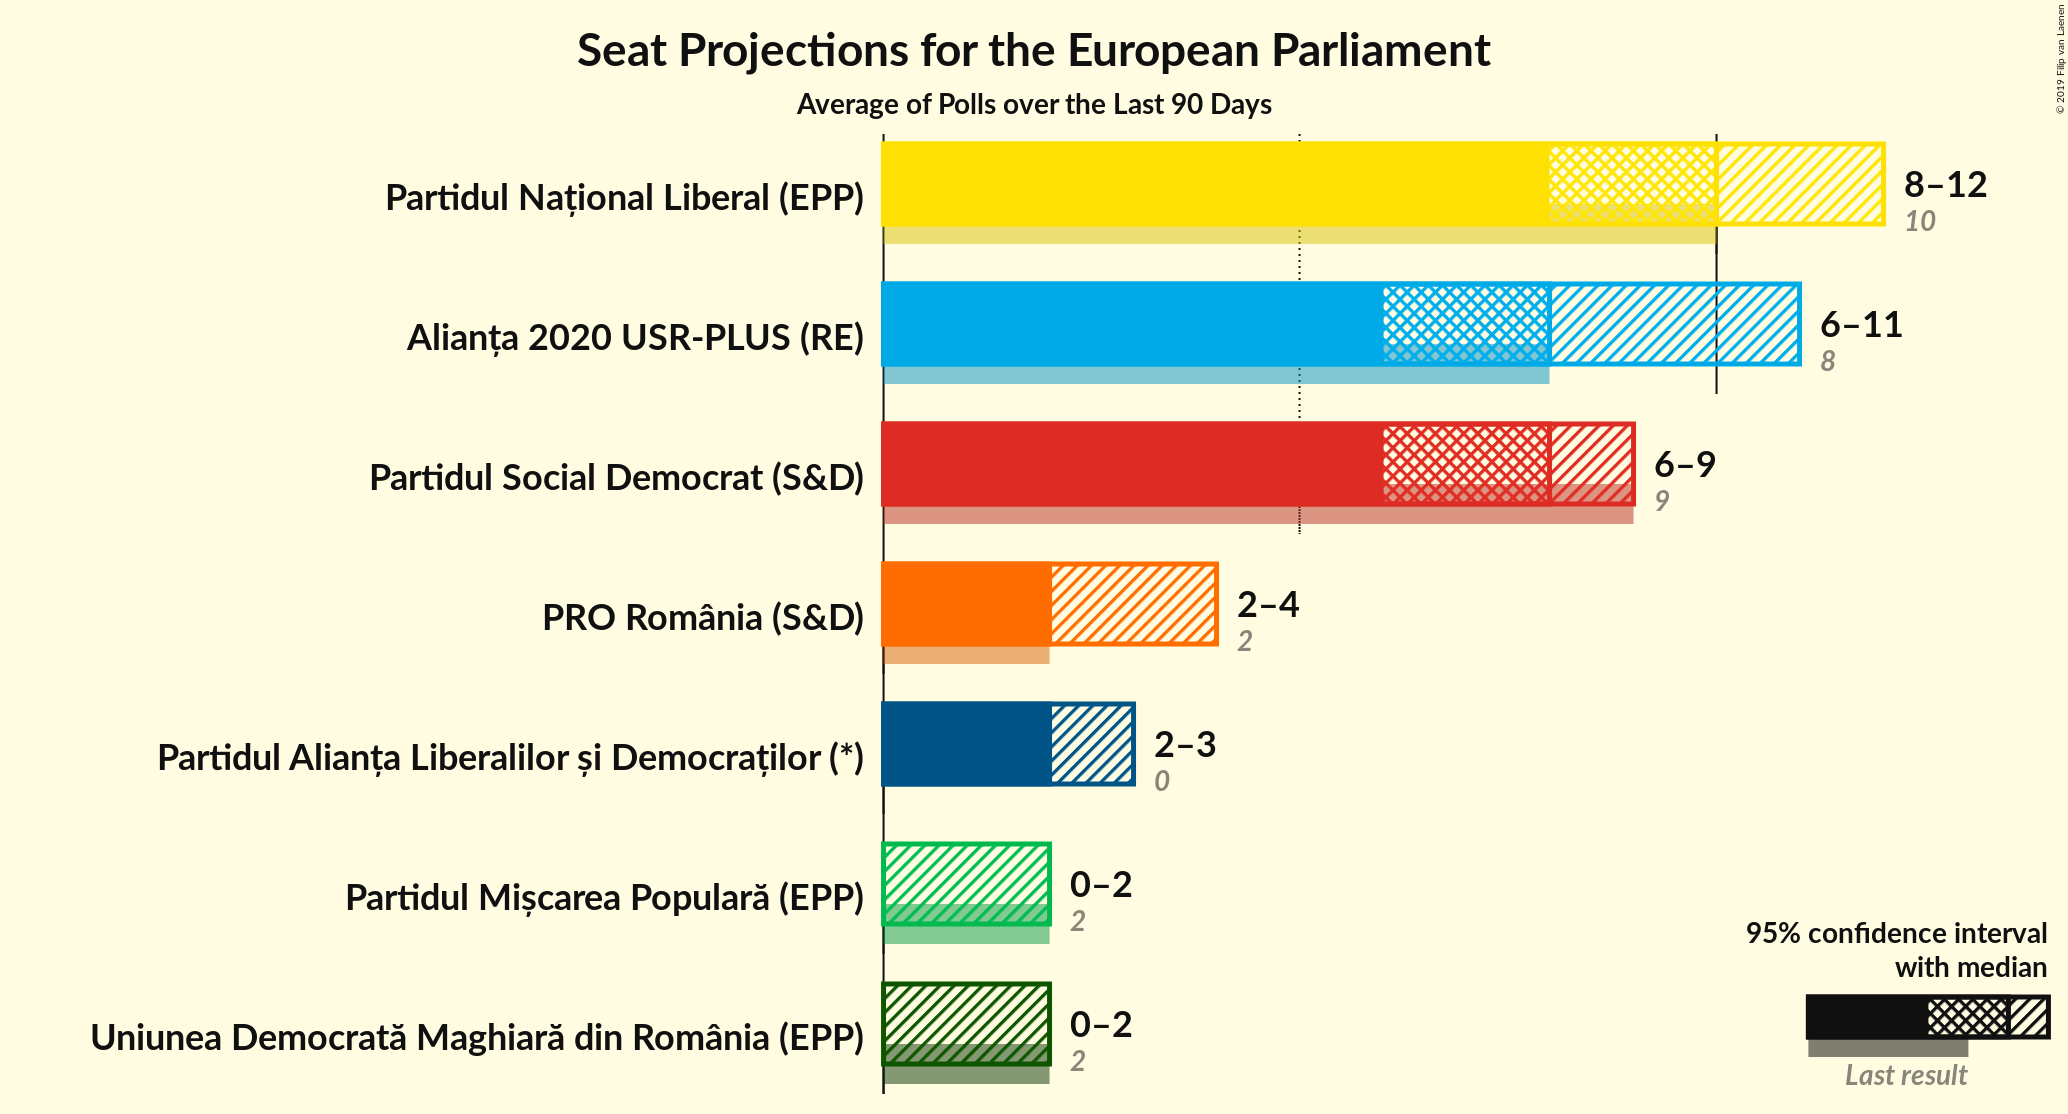 Seat Projections for the European Parliament
Average of Polls over the Last 90 Days
© 2019 Filip van Laenen
Partidul Național Liberal (EPP)
8–12
10
Alianța 2020 USR-PLUS (RE)
6–11
8
Partidul Social Democrat (S&D)
6–9
9
PRO România (S&D)
2–4
2
Partidul Alianța Liberalilor și Democraților (*)
2–3
0
Partidul Mișcarea Populară (EPP)
0–2
2
Uniunea Democrată Maghiară din România (EPP)
0–2
2
95% confidence interval
with median
Last result